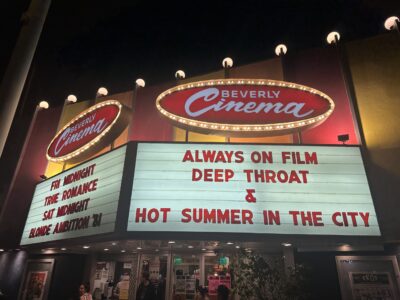 BEVERLY
Cinema
FRI MIDNIGHT
TRUE ROMANCE
SAT MIDNIGHT
BLONDE AMBITION '81
BEVERLY
Cinema
ALWAYS ON FILM
DEEP THROAT
&
HOT SUMMER IN THE CITY